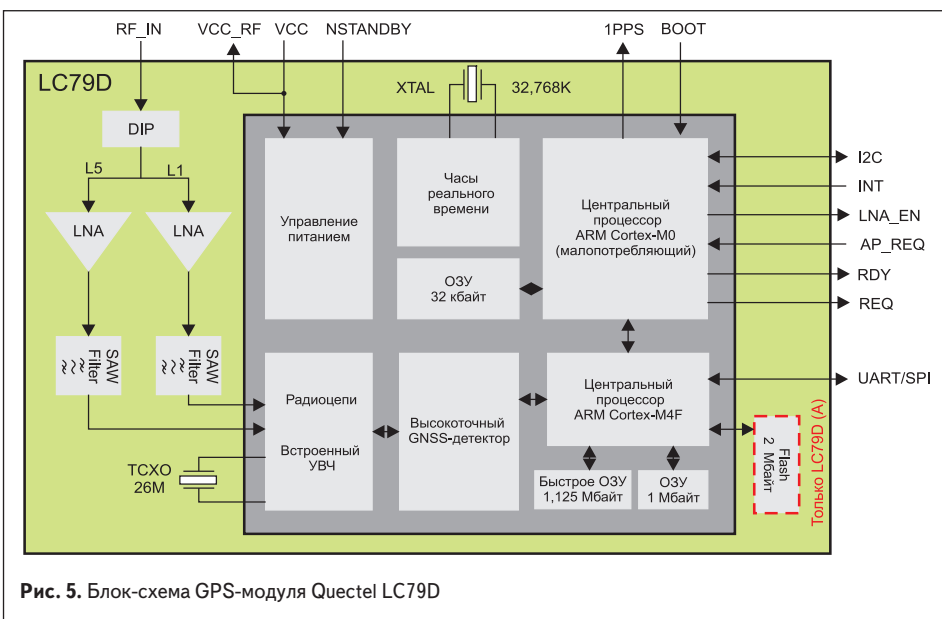 RF_IN
VCC_RF
VCC
NSTANDBY
1PPS
BOOT
LC79D
XTAL
32,768K
DIP
L5
L1
LNA
LNA
SAW
Filter
SAW
Filter
TCXO
26M
Управление
питанием
Часы
реального
времени
Центральный
процессор
ARM Cortex-M0
(малопотребляющий)
ОЗУ
32 кбайт
Радиоцепи
Встроенный
УВЧ
Высокоточный
GNSS-детектор
Центральный
процессор
ARM Cortex-M4F
Быстрое ОЗУ
1,125 Мбайт
ОЗУ
1 Мбайт
Flash
2 Мбайт
Только LC79D (A)
I2C
INT
LNA_EN
AP_REQ
RDY
REQ
UART/SPI
Рис. 5. Блок-схема GPS-модуля Quectel LC79D